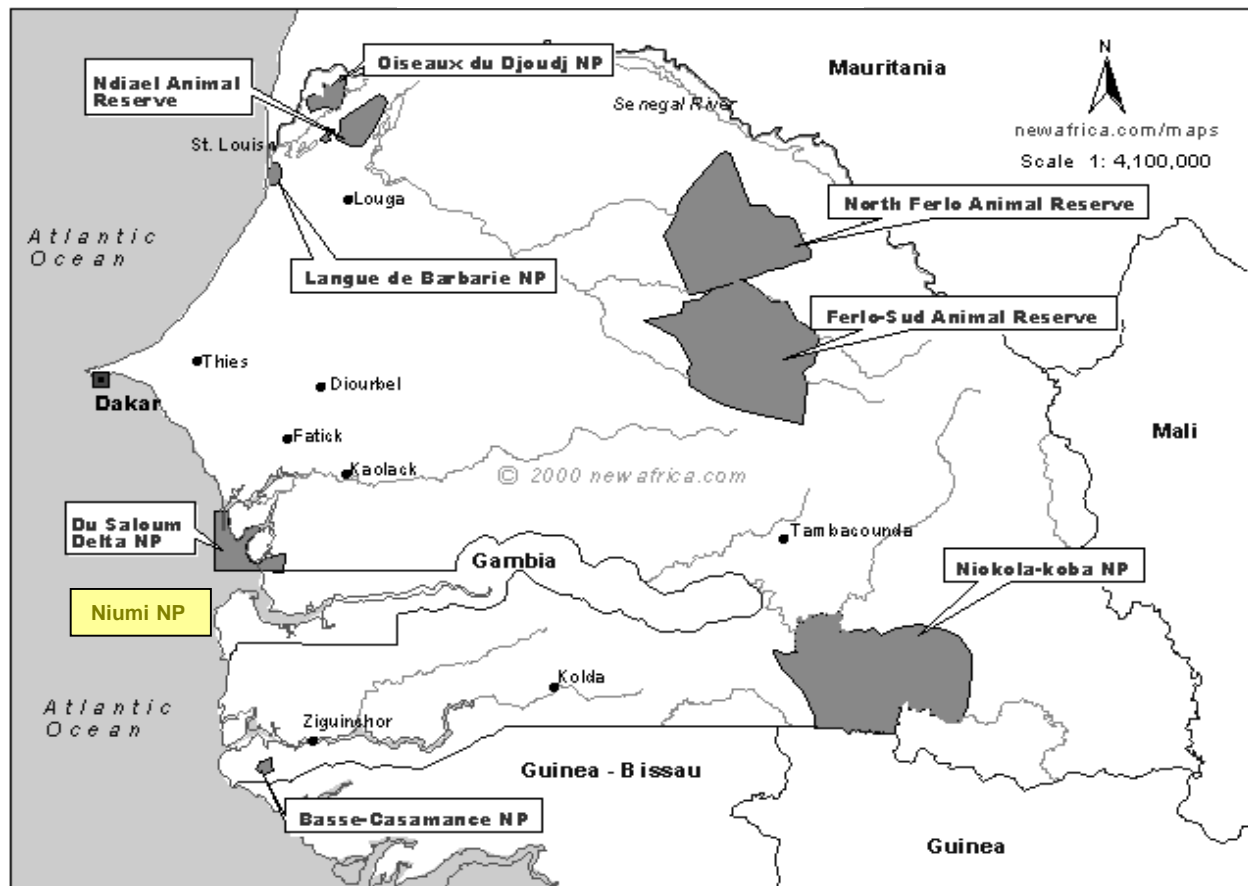 Oiseaux du Djoudj NP
Ndiael Animal
Reserve
Mauritania
N
Senegal River
newafrica.com/maps
Scale 1: 4,100,000
St. Louis
Louga
North Ferlo Animal Reserve
Atlantic
Ocean
Langue de Barbarie NP
Ferlo-Sud Animal Reserve
Thies
Diourbel
Dakar
Fatick
Mali
Kaolack
© 2000 newafrica.com
Du Saloum
Delta NP
Tambacounda
Gambia
Niokola-koba NP
Niumi NP
Kolda
Atlantic
Ocean
Ziguinshor
Guinea - Bissau
Basse-Casamance NP
Guinea